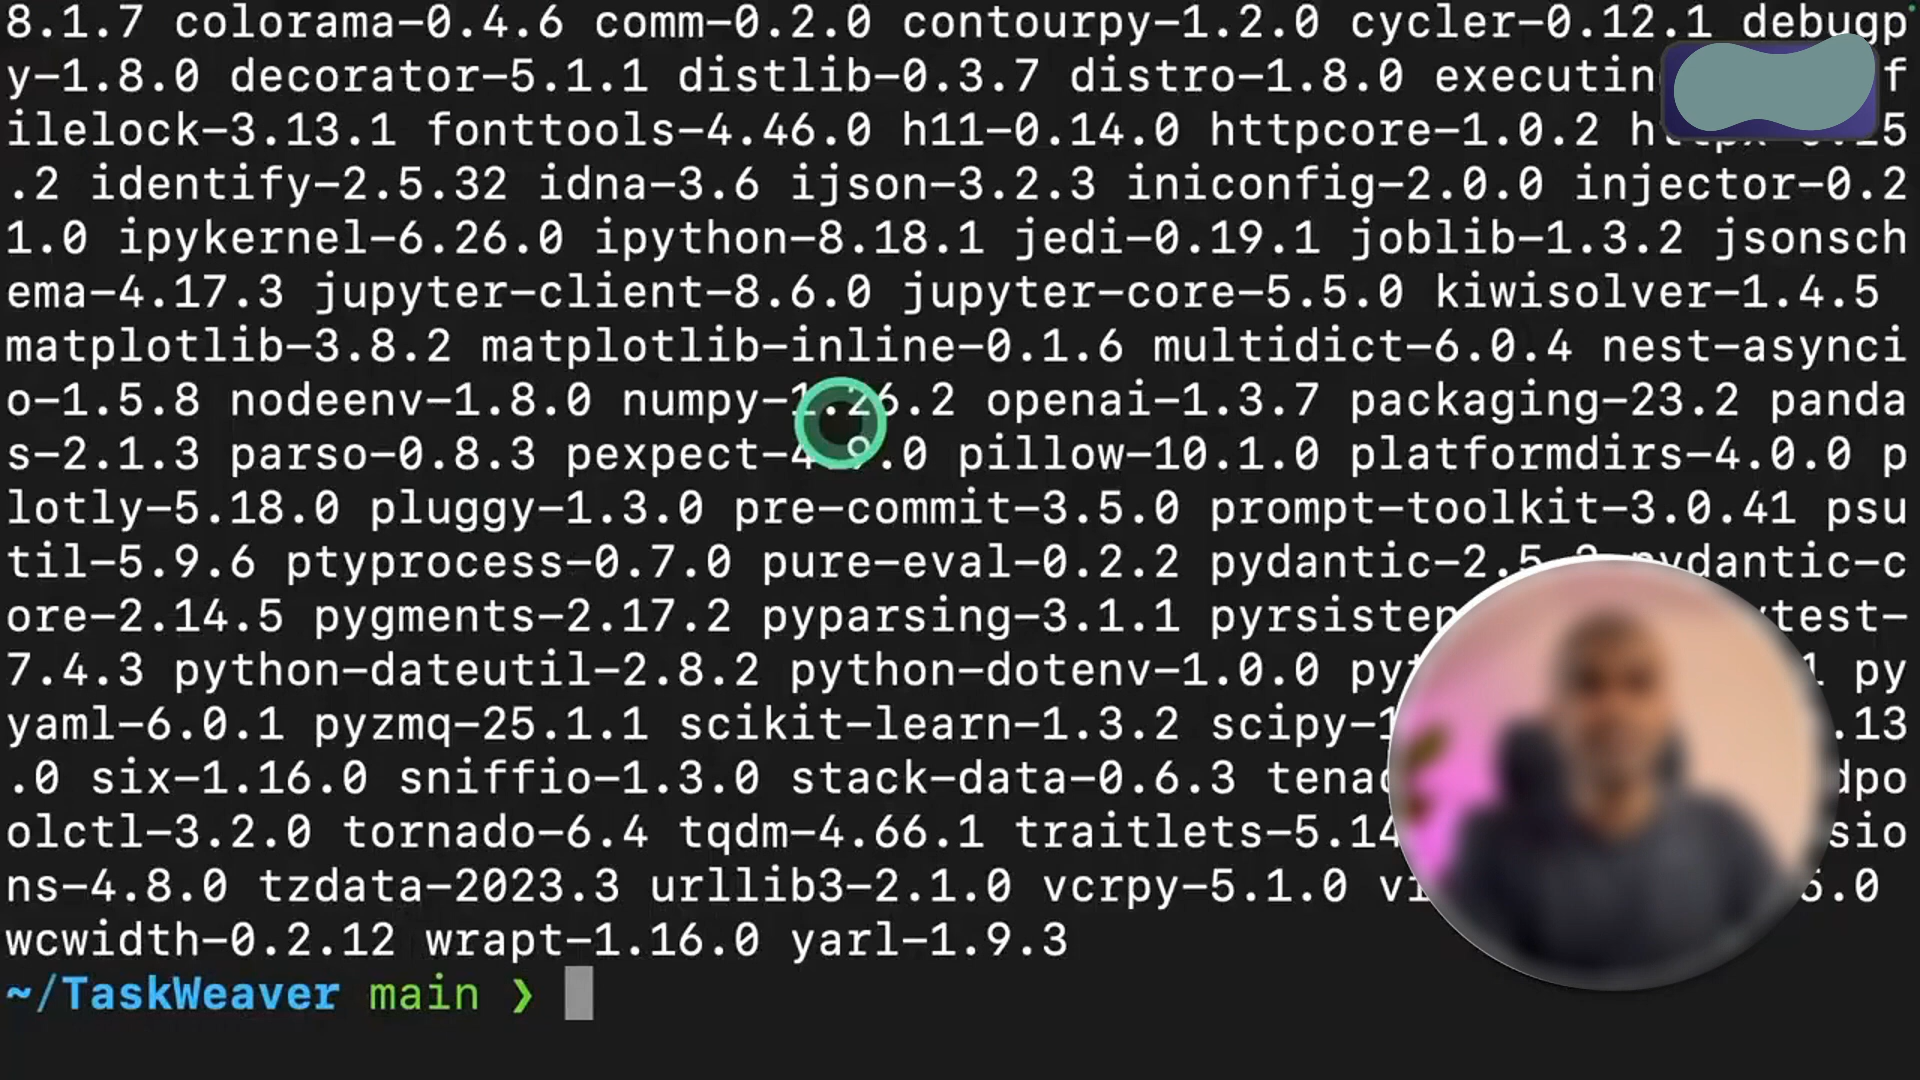 8.1.7 colorama-0.4.6 comm-0.2.0 contourpy-1.2.0 cycler-0.12.1 debugp
y-1.8.0 decorator-5.1.1 distlib-0.3.7 distro-1.8.0 f
ilelock-3.13.1 fonttools-4.46.0 h11-0.14.0 httpcore-1.0.2
.2 identify-2.5.32 idna-3.6 ijson-3.2.3 iniconfig-2.0.0 injector-0.2
1.0 ipykernel-6.26.0 ipython-8.18.1 jedi-0.19.1 joblib-1.3.2 jsonsch
ema-4.17.3 jupyter-client-8.6.0 jupyter-core-5.5.0 kiwisolver-1.4.5
matplotlib-3.8.2 matplotlib-inline-0.1.6 multidict-6.0.4 nest-asynci
o-1.5.8 nodeenv-1.8.0 numpy-1.26.2 openai-1.3.7 packaging-23.2 panda
s-2.1.3 parso-0.8.3 pexpect-4.9.0 pillow-10.1.0 platformdirs-4.0.0 p
lotly-5.18.0 pluggy-1.3.0 pre-commit-3.5.0 prompt-toolkit-3.0.41 psu
til-5.9.6 ptyprocess-0.7.0 pure-eval-0.2.2 pydantic-c
ore-2.14.5 pygments-2.17.2 pyparsing-3.1.1 test-
7.4.3 python-dateutil-2.8.2 python-dotenv-1.0.0 py
yaml-6.0.1 pyzmq-25.1.1 scikit-learn-1.3.2 .13
.0 six-1.16.0 sniffio-1.3.0 stack-data-0.6.3 dpo
olctl-3.2.0 tornado-6.4 tqdm-4.66.1 sio
ns-4.8.0 tzdata-2023.3 urllib3-2.1.0 vcrpy-5.1.0
wcwidth-0.2.12 wrapt-1.16.0 yarl-1.9.3
~/TaskWeaver main ❯